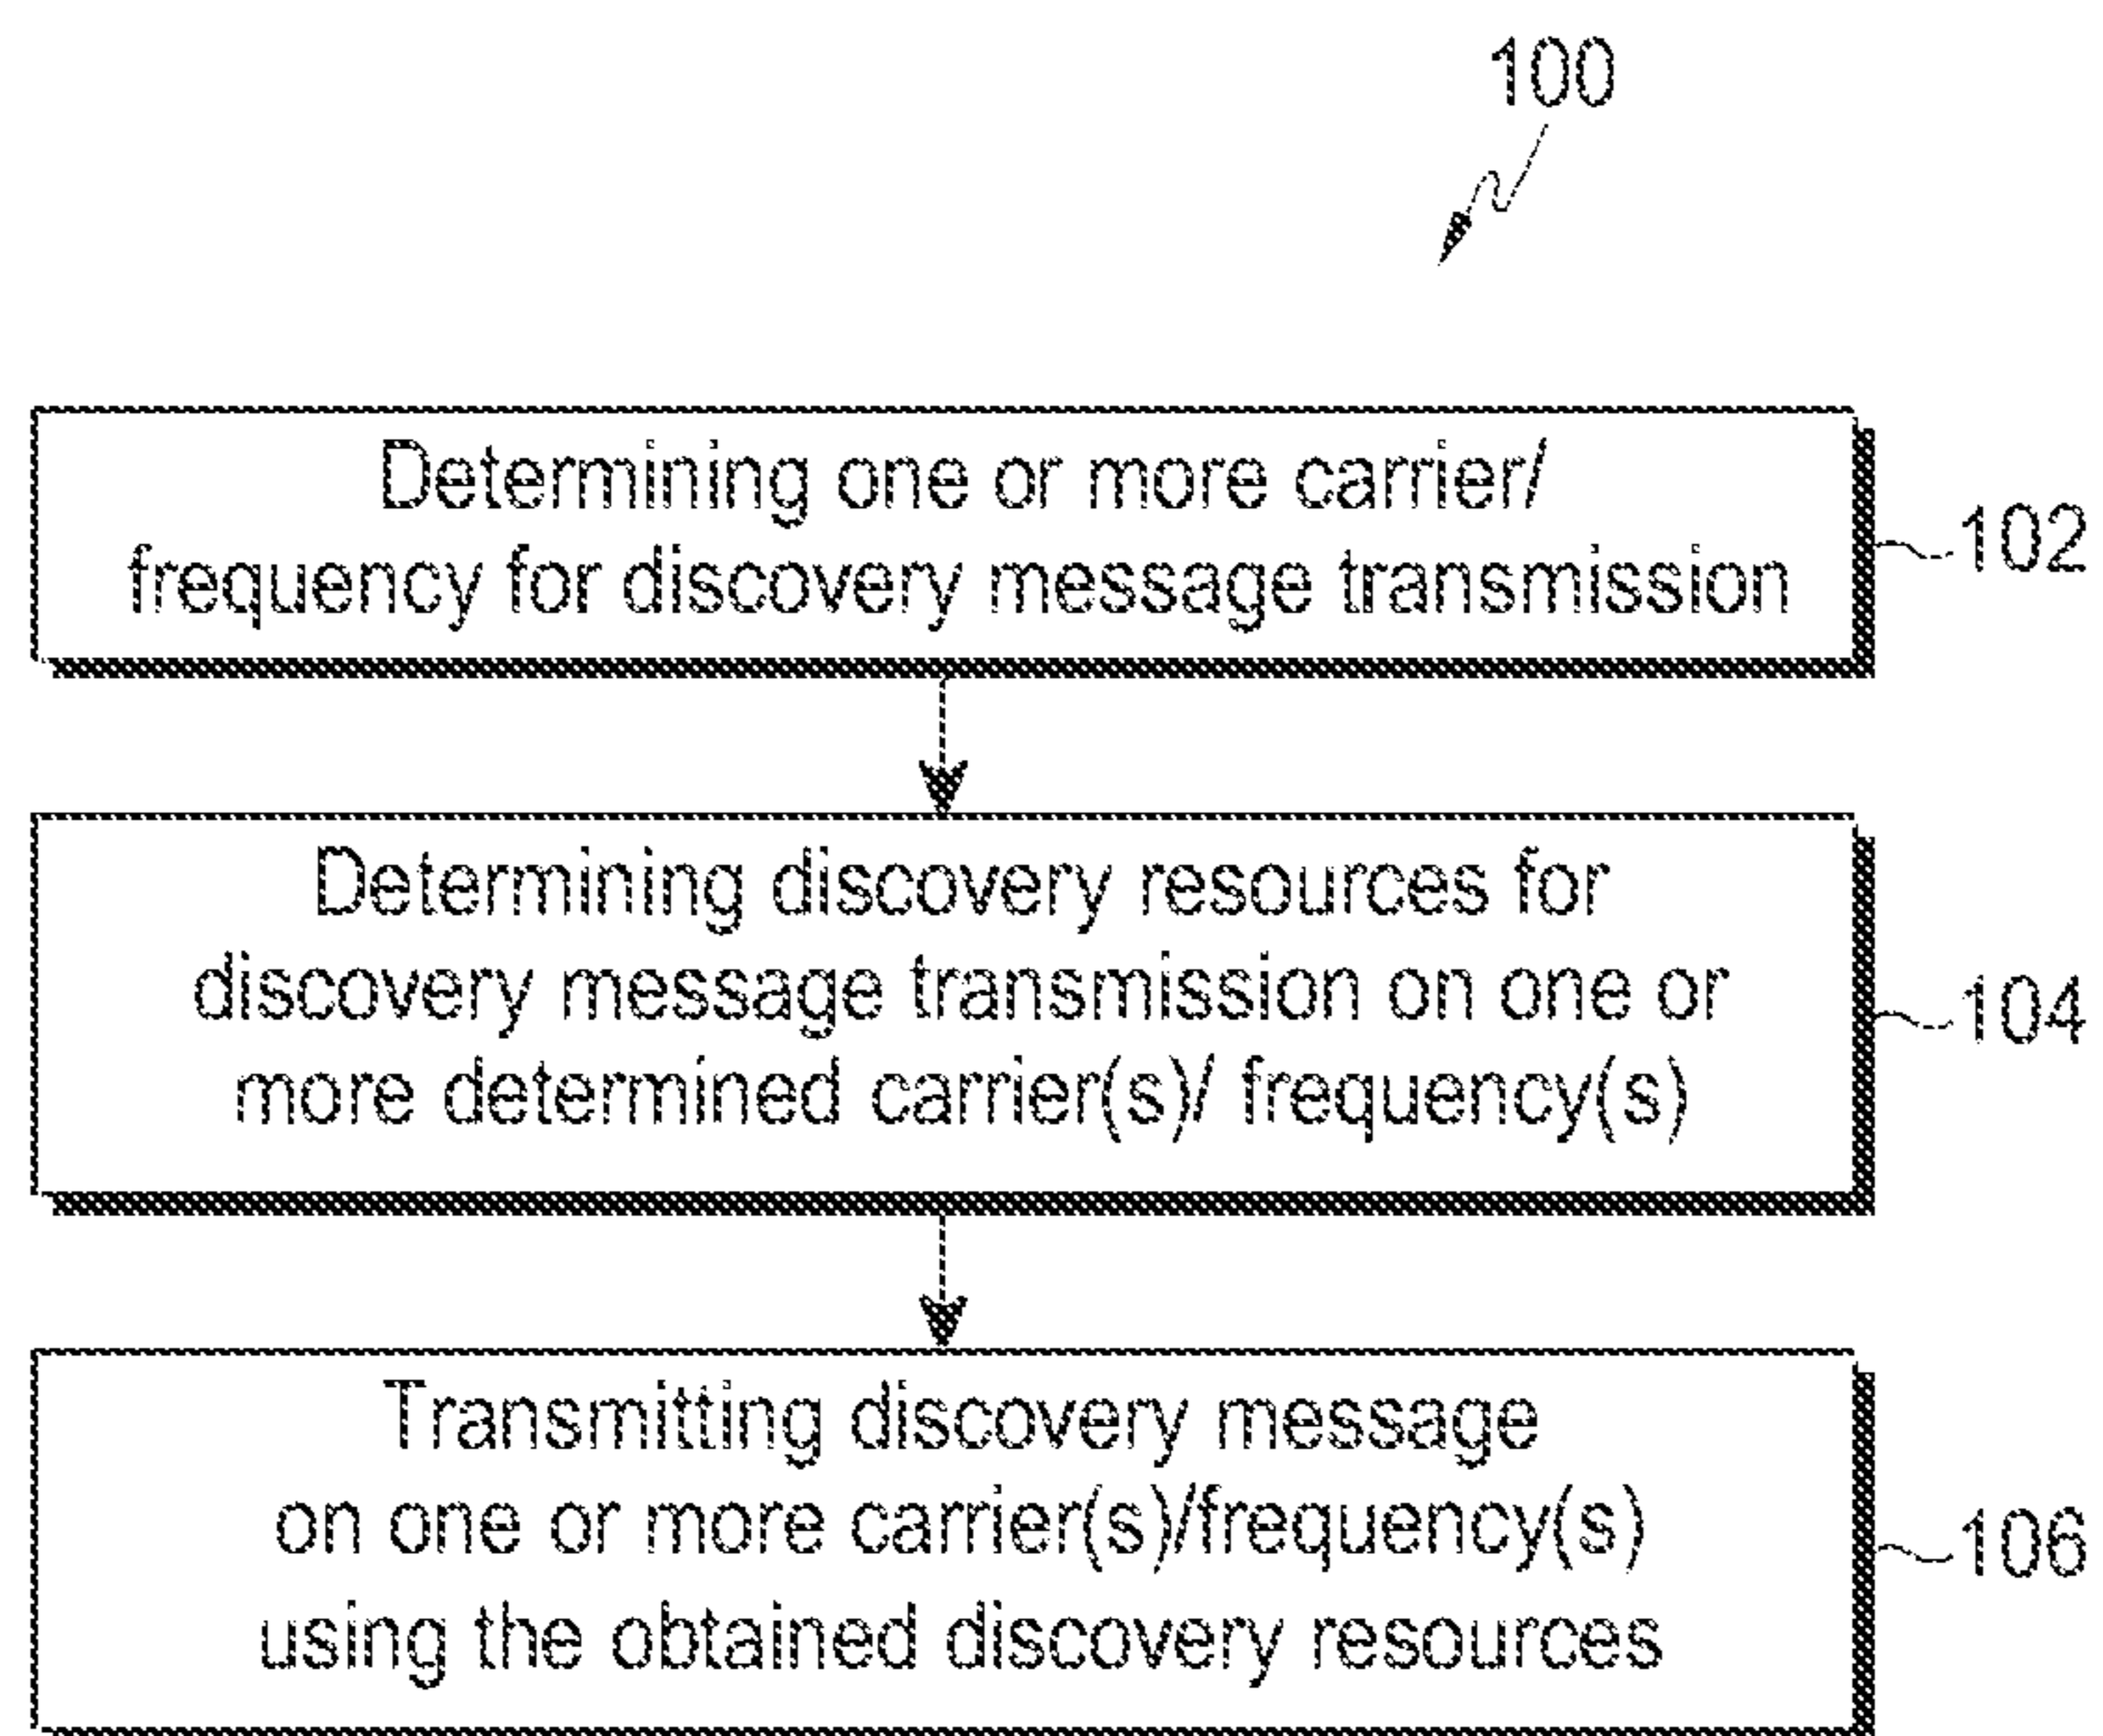 100
Determining one or more carrier/
frequency for discovery message transmission
102
Determining discovery resources for
discovery message transmission on one or
more determined carrier(s)/ frequency(s)
104
Transmitting discovery message
on one or more carrier(s)/frequency(s)
using the obtained discovery resources
106